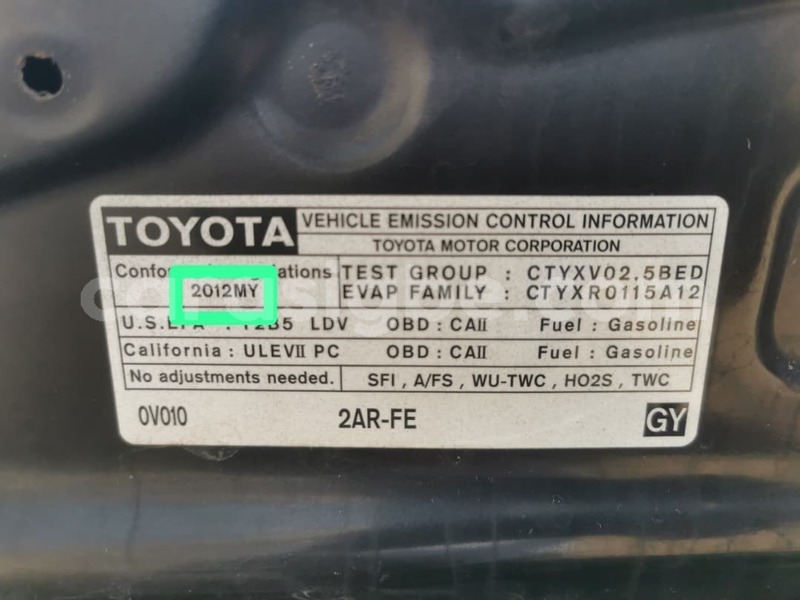 TOYOTA VEHICLE EMISSION CONTROL INFORMATION
TOYOTA MOTOR CORPORATION
2012MY
TEST GROUP : CTYXV02.5BED
EVAP FAMILY : CTYXR0115A12
: T2B5 LDV OBD : CAII Fuel : Gasoline
California : ULEVII PC OBD : CAII Fuel : Gasoline
No adjustments needed. SFI , A/FS , WU-TWC , HO2S , TWC
0V010 2AR-FE GY